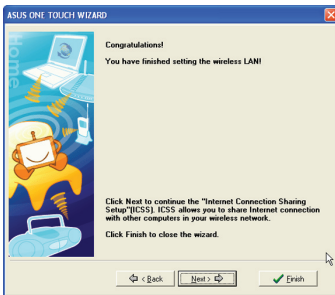 ASUS ONE TOUCH WIZARD
Home
Congratulations!
You have finished setting the wireless LAN!
Click Next to continue the "Internet Connection Sharing
Setup"(ICSS). ICSS allows you to share Internet connection
with other computers in your wireless network.
Click Finish to close the wizard.
< Back
Next >
Finish